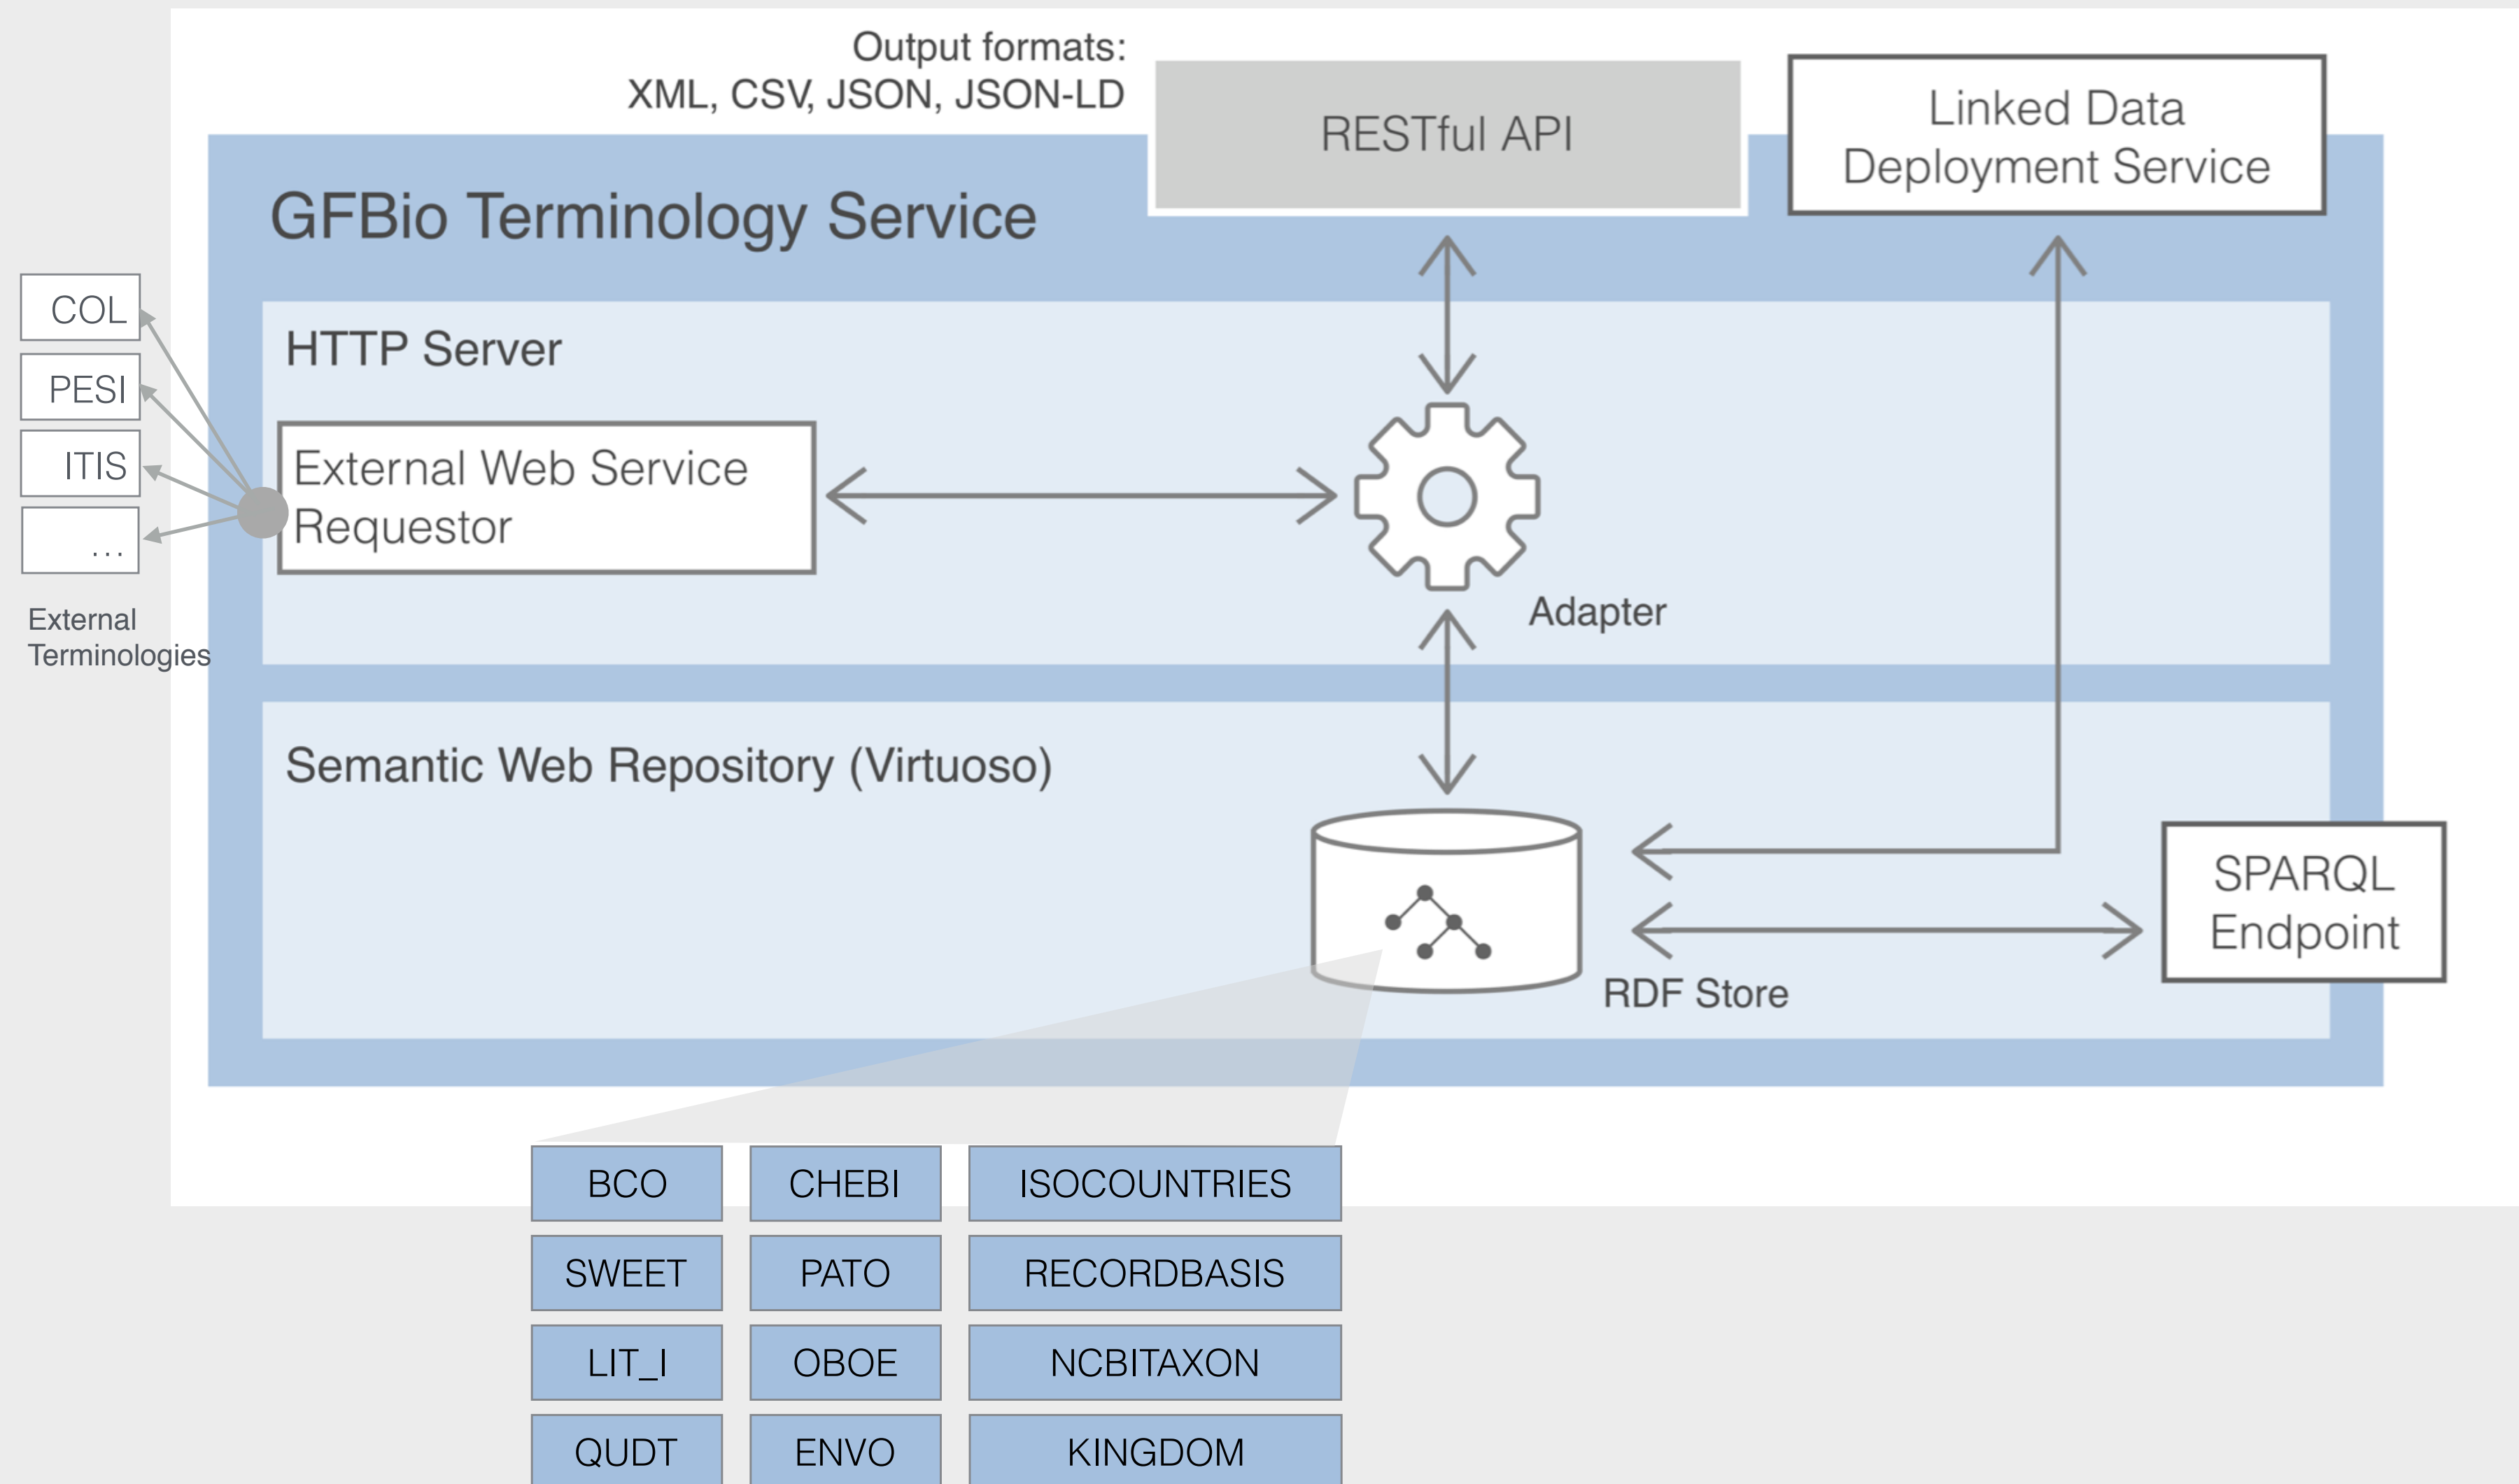 Output formats:
XML, CSV, JSON, JSON-LD
RESTful API
Linked Data
Deployment Service
GFBio Terminology Service
COL
PESI
ITIS
...
External
Terminologies
HTTP Server
External Web Service
Requestor
Adapter
Semantic Web Repository (Virtuoso)
RDF Store
SPARQL
Endpoint
BCO
CHEBI
ISOCOUNTRIES
SWEET
PATO
RECORDBASIS
LIT_I
OBOE
NCBITAXON
QUDT
ENVO
KINGDOM